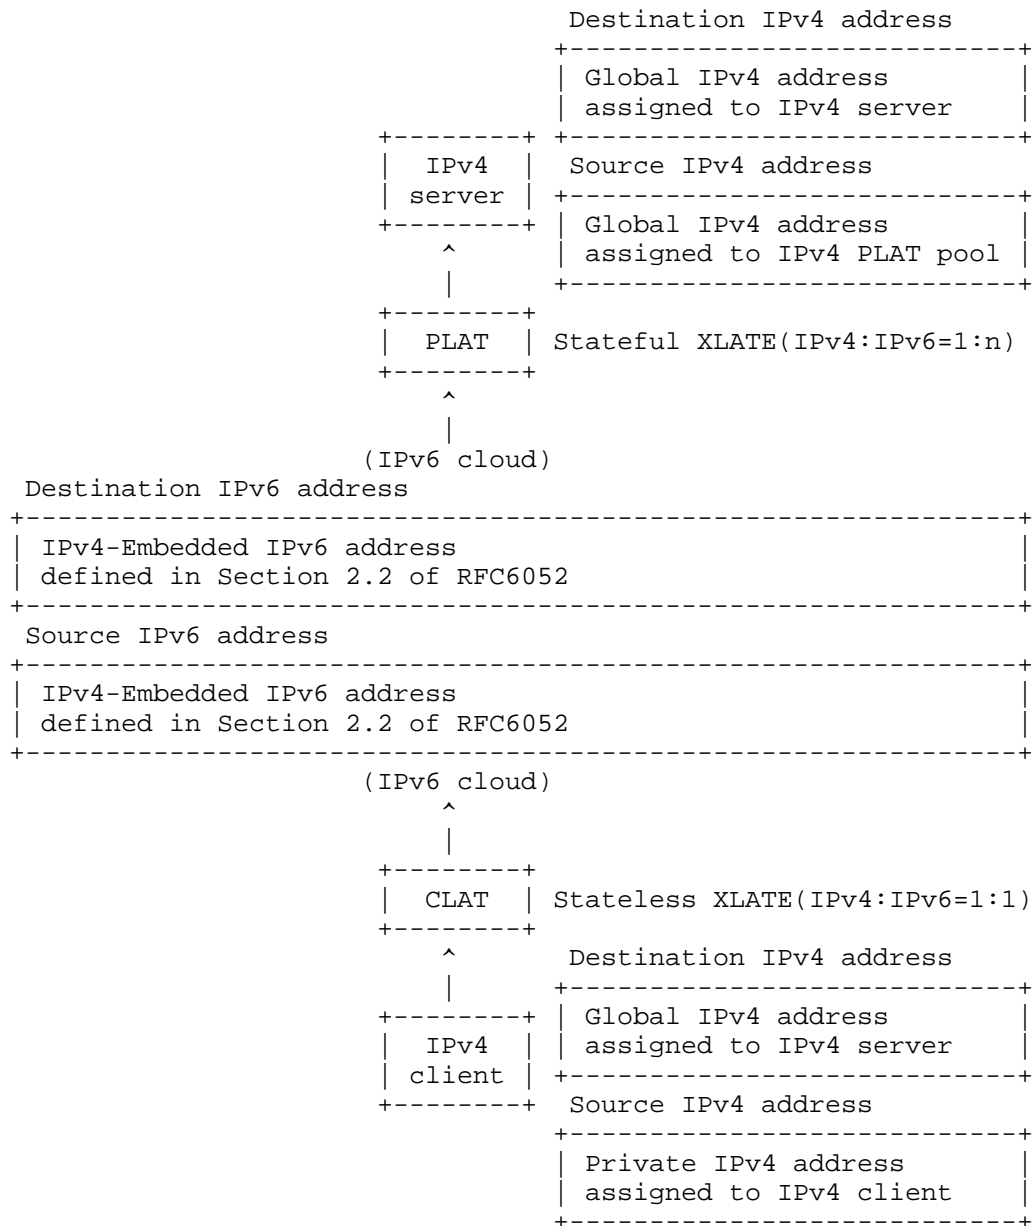 Destination IPv4 address
Global IPv4 address
assigned to IPv4 server
IPv4
server
Source IPv4 address
Global IPv4 address
assigned to IPv4 PLAT pool
PLAT
Stateful XLATE(IPv4:IPv6=1:n)
(IPv6 cloud)
Destination IPv6 address
IPv4-Embedded IPv6 address
defined in Section 2.2 of RFC6052
Source IPv6 address
IPv4-Embedded IPv6 address
defined in Section 2.2 of RFC6052
(IPv6 cloud)
CLAT
Stateless XLATE(IPv4:IPv6=1:1)
Destination IPv4 address
Global IPv4 address
assigned to IPv4 server
IPv4
client
Source IPv4 address
Private IPv4 address
assigned to IPv4 client